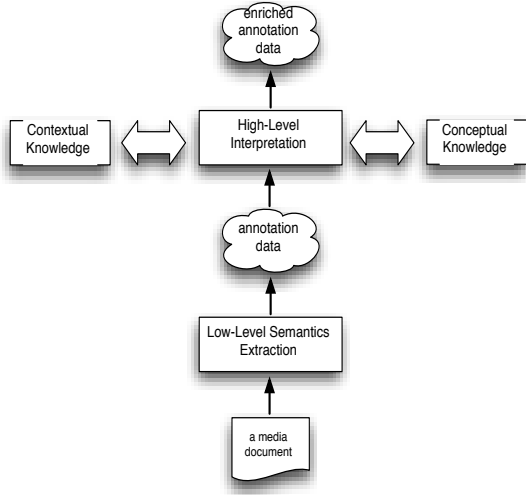 enriched
annotation
data
Contextual
Knowledge
High-Level
Interpretation
Conceptual
Knowledge
annotation
data
Low-Level Semantics
Extraction
a media
document